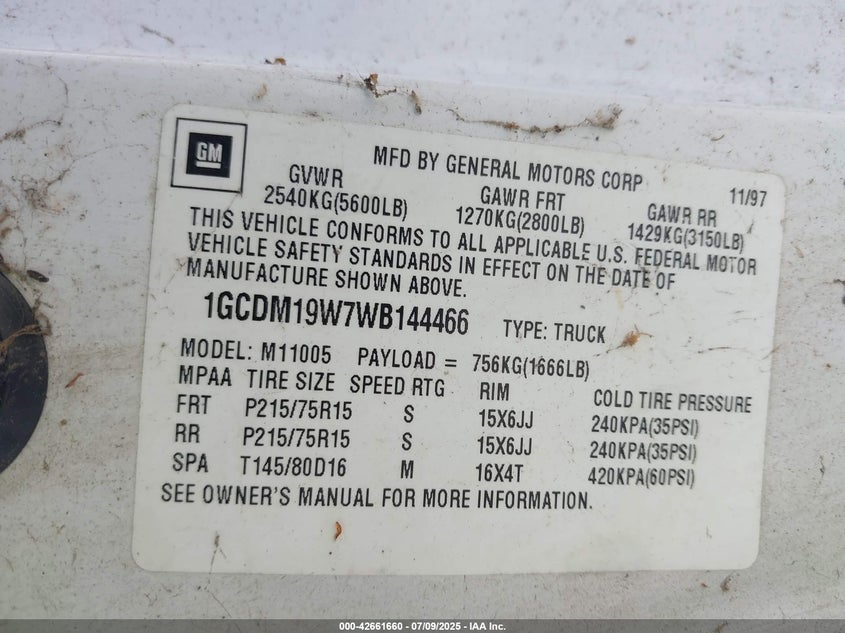 GM
MFD BY GENERAL MOTORS CORP 11/97
GVWR GAWR FRT GAWR RR
2540KG(5600LB) 1270KG(2800LB) 1429KG(3150LB)
THIS VEHICLE CONFORMS TO ALL APPLICABLE U.S. FEDERAL MOTOR
VEHICLE SAFETY STANDARDS IN EFFECT ON THE DATE OF
MANUFACTURE SHOWN ABOVE.
1GCDM19W7WB144466 TYPE: TRUCK
MODEL: M11005 PAYLOAD = 756KG(1666LB)
MPAA TIRE SIZE SPEED RTG RIM COLD TIRE PRESSURE
FRT P215/75R15 S 15X6JJ 240KPA(35PSI)
RR P215/75R15 S 15X6JJ 240KPA(35PSI)
SPA T145/80D16 M 16X4T 420KPA(60PSI)
SEE OWNER'S MANUAL FOR MORE INFORMATION.
000-42661660 - 07/09/2025 - IAA Inc.